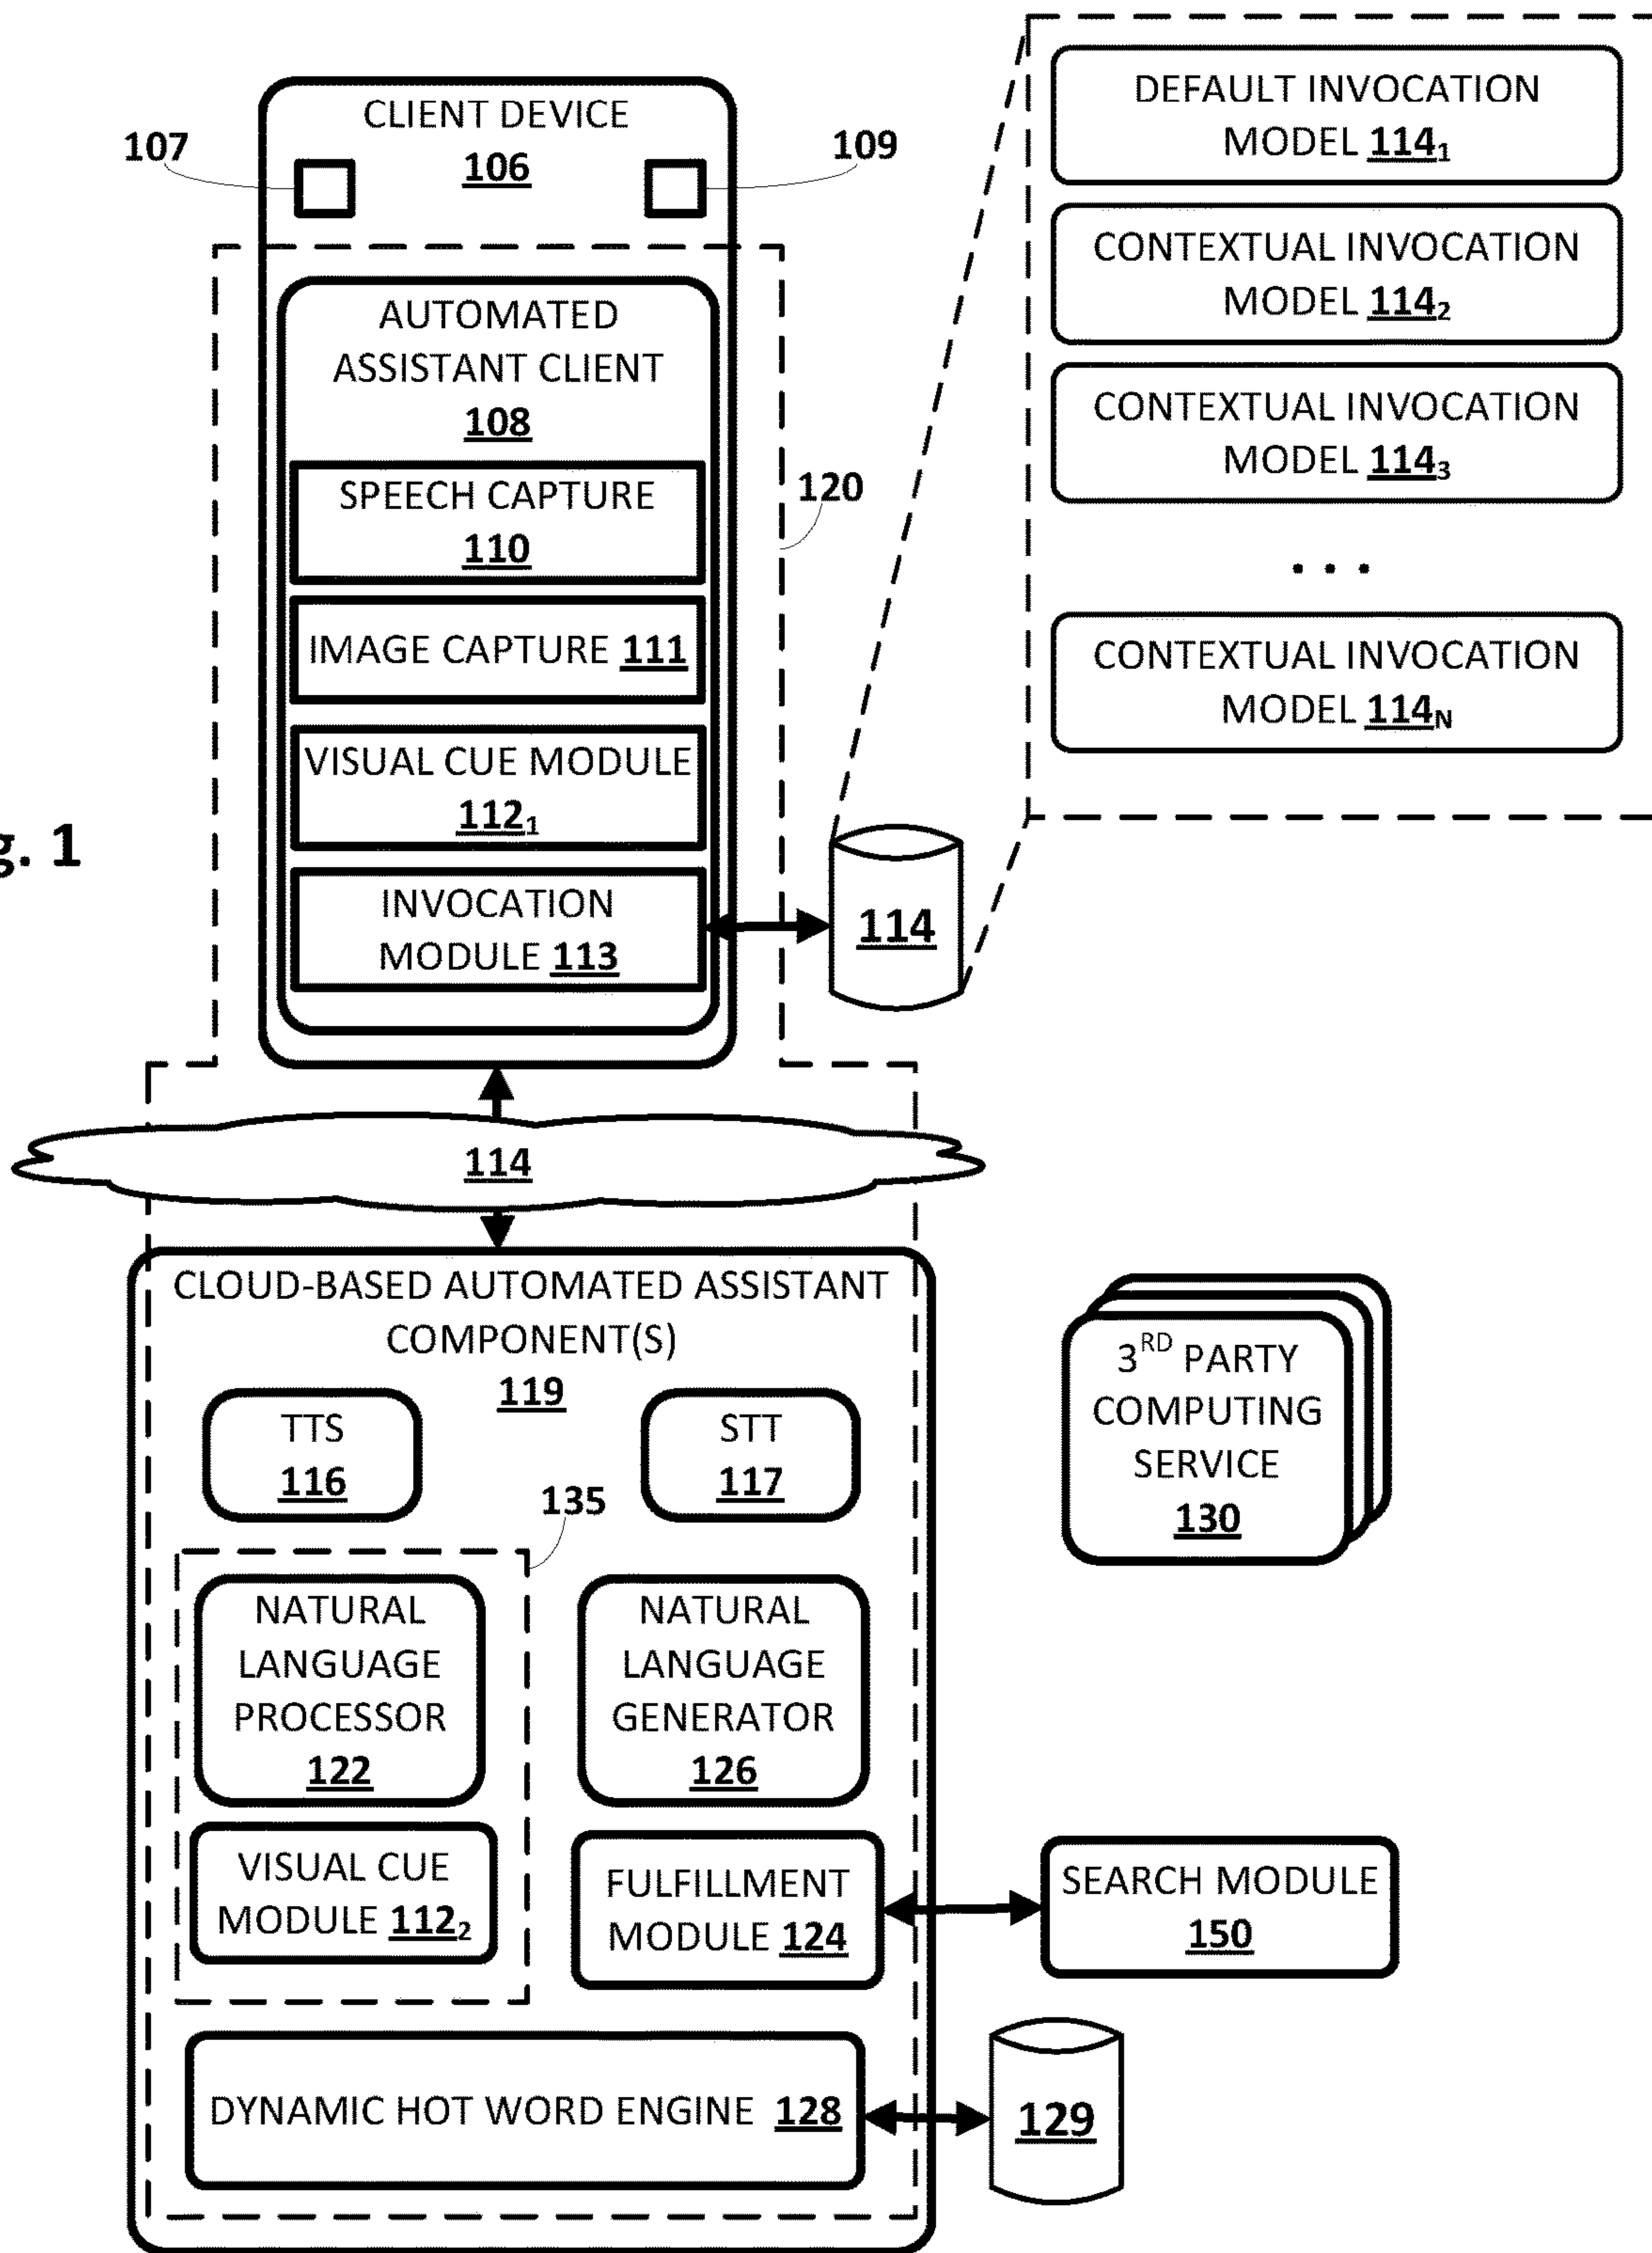 CLIENT DEVICE
106
107
109
AUTOMATED
ASSISTANT CLIENT
108
SPEECH CAPTURE
110
IMAGE CAPTURE 111
VISUAL CUE MODULE
112₁
INVOCATION
MODULE 113
120
114
DEFAULT INVOCATION
MODEL 114₁
CONTEXTUAL INVOCATION
MODEL 114₂
CONTEXTUAL INVOCATION
MODEL 114₃
. . .
CONTEXTUAL INVOCATION
MODEL 114N
g. 1
114
CLOUD-BASED AUTOMATED ASSISTANT
COMPONENT(S)
119
TTS
116
STT
117
135
NATURAL
LANGUAGE
PROCESSOR
122
NATURAL
LANGUAGE
GENERATOR
126
VISUAL CUE
MODULE 112₂
FULFILLMENT
MODULE 124
DYNAMIC HOT WORD ENGINE 128
3RD PARTY
COMPUTING
SERVICE
130
SEARCH MODULE
150
129